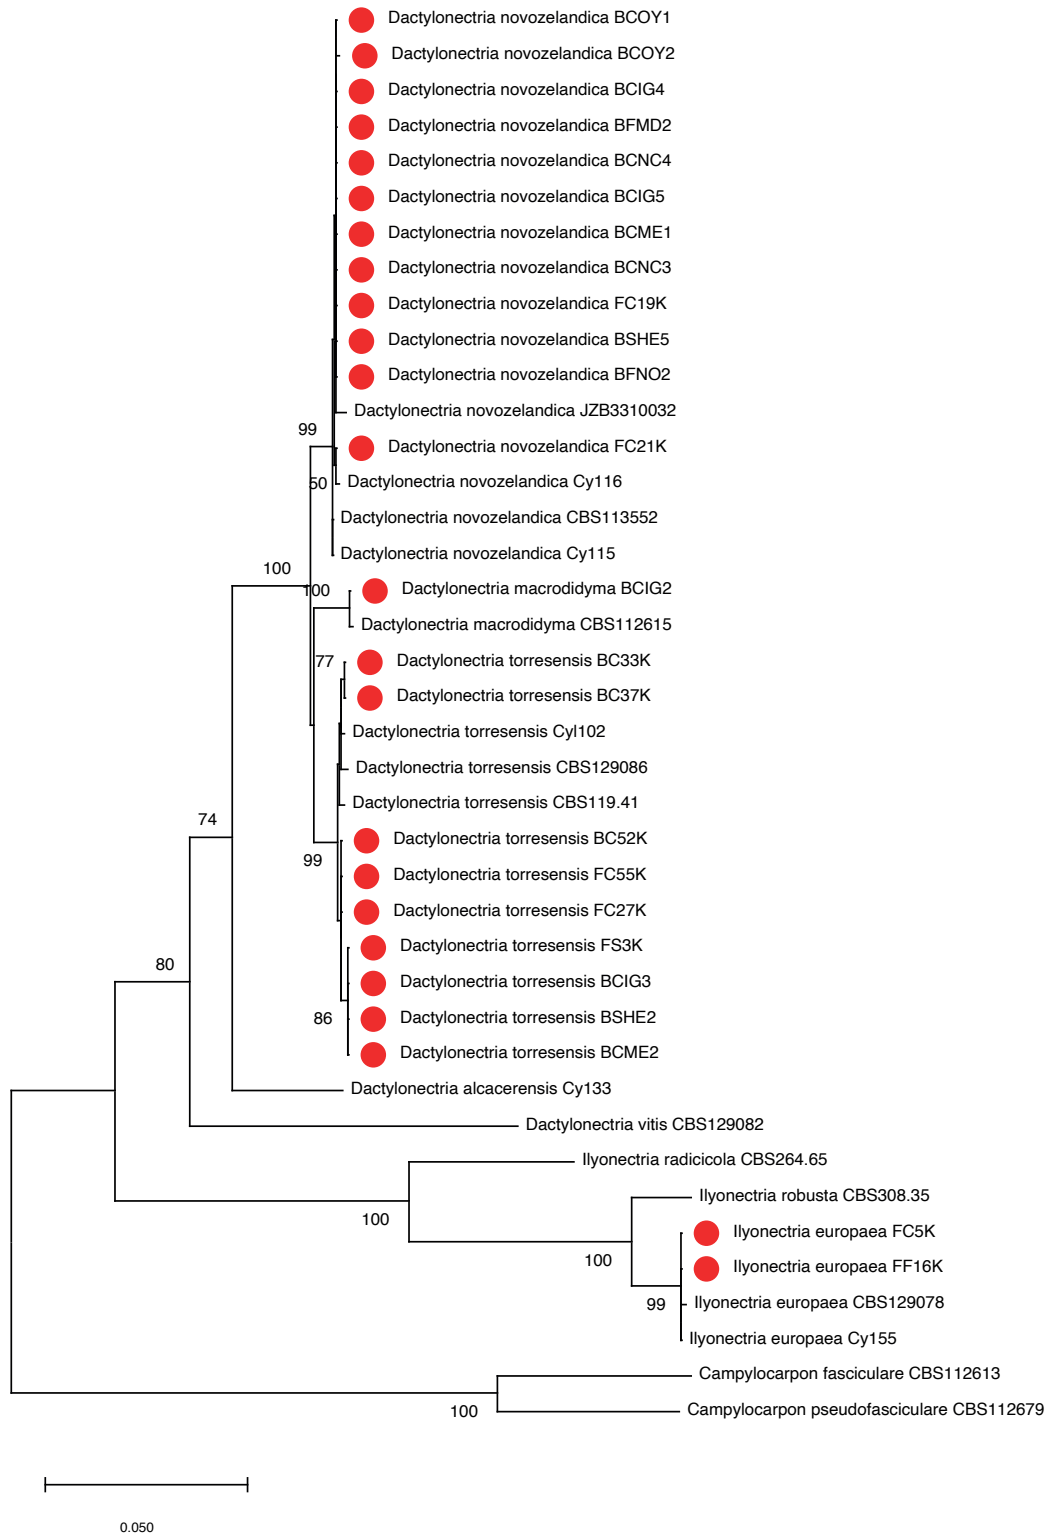 Dactylonectria novozelandica BCOY1
Dactylonectria novozelandica BCOY2
Dactylonectria novozelandica BCIG4
Dactylonectria novozelandica BFMD2
Dactylonectria novozelandica BCNC4
Dactylonectria novozelandica BCIG5
Dactylonectria novozelandica BCME1
Dactylonectria novozelandica BCNC3
Dactylonectria novozelandica FC19K
Dactylonectria novozelandica BSHE5
Dactylonectria novozelandica BFNO2
Dactylonectria novozelandica JZB3310032
99
Dactylonectria novozelandica FC21K
50
Dactylonectria novozelandica Cy116
Dactylonectria novozelandica CBS113552
Dactylonectria novozelandica Cy115
100
100
Dactylonectria macrodidyma BCIG2
Dactylonectria macrodidyma CBS112615
77
Dactylonectria torresensis BC33K
Dactylonectria torresensis BC37K
Dactylonectria torresensis Cyl102
Dactylonectria torresensis CBS129086
Dactylonectria torresensis CBS119.41
74
Dactylonectria torresensis BC52K
99
Dactylonectria torresensis FC55K
Dactylonectria torresensis FC27K
Dactylonectria torresensis FS3K
80
Dactylonectria torresensis BCIG3
86
Dactylonectria torresensis BSHE2
Dactylonectria torresensis BCME2
Dactylonectria alcacerensis Cy133
Dactylonectria vitis CBS129082
Ilyonectria radicicola CBS264.65
Ilyonectria robusta CBS308.35
100
Ilyonectria europaea FC5K
100
Ilyonectria europaea FF16K
99
Ilyonectria europaea CBS129078
Ilyonectria europaea Cy155
Campylocarpon fasciculare CBS112613
100
Campylocarpon pseudofasciculare CBS112679
0.050